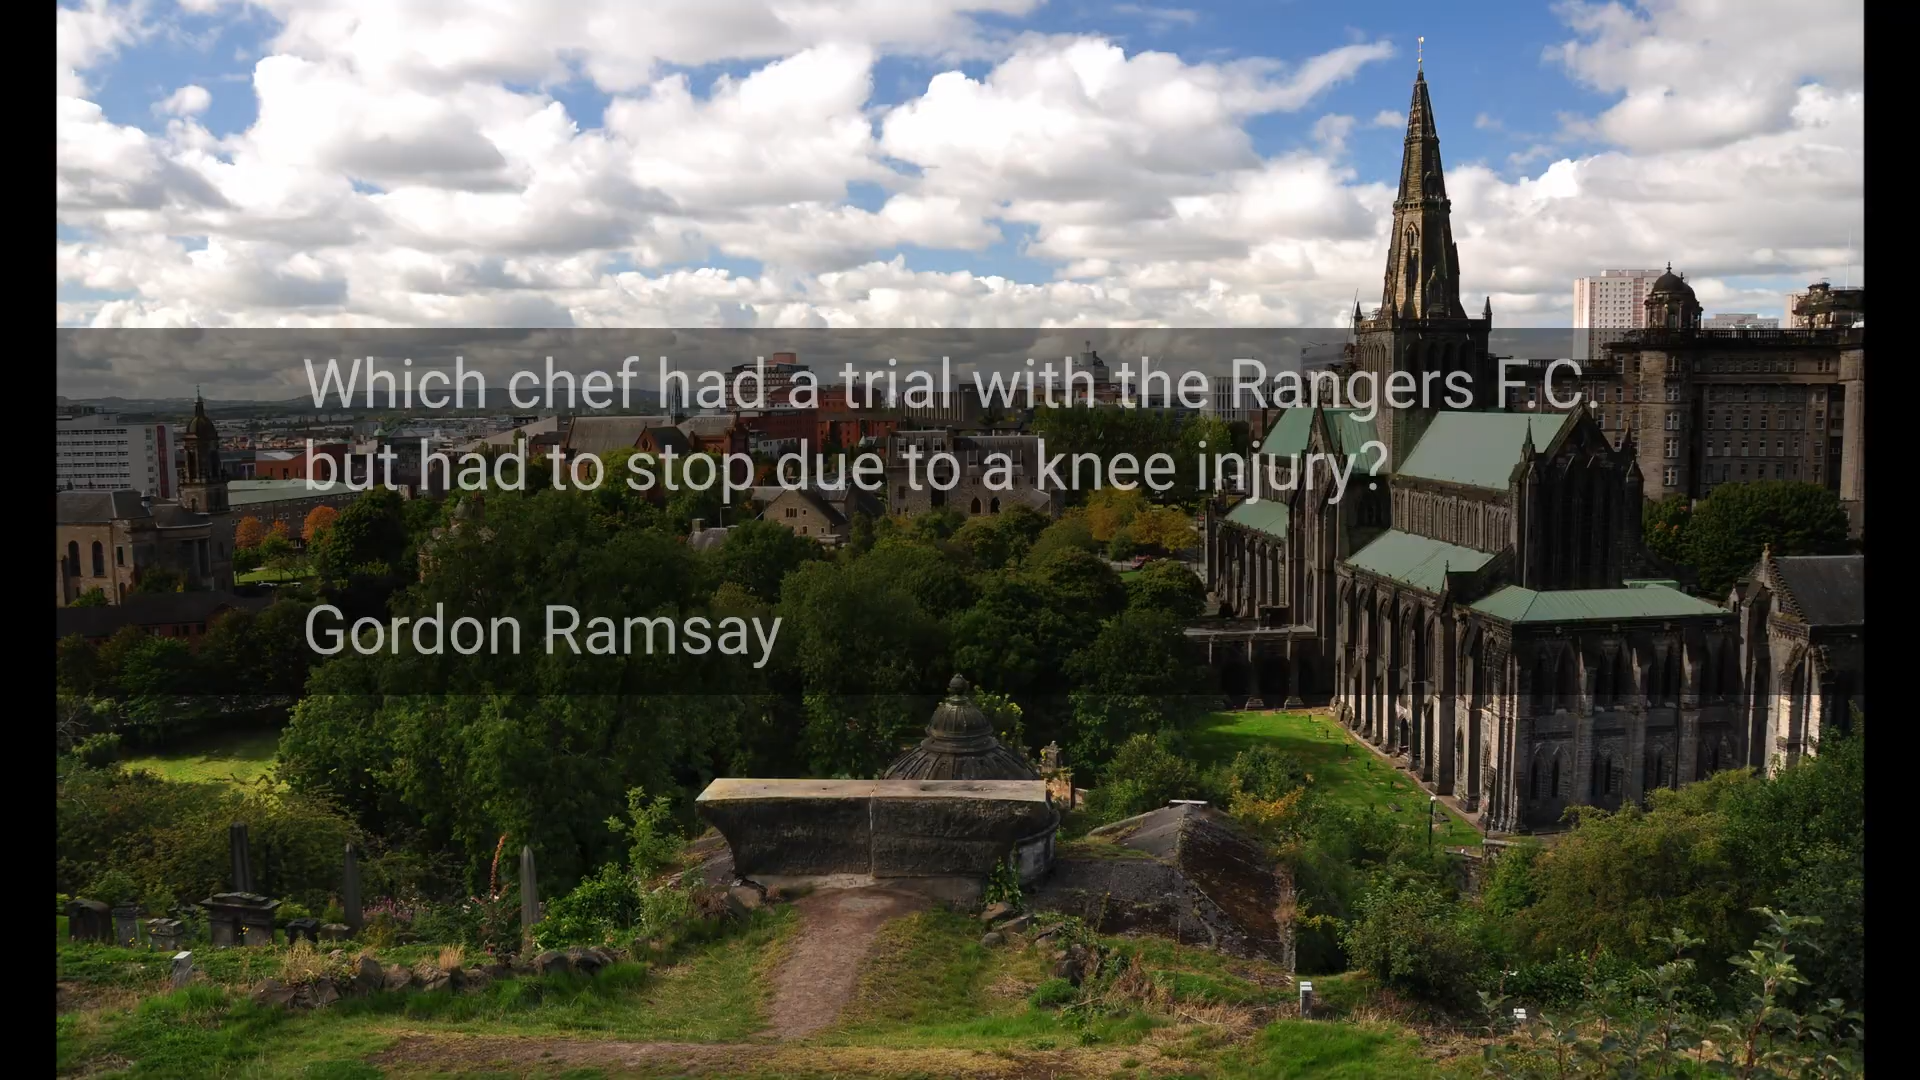 Which chef had a trial with the Rangers F.C.
but had to stop due to a knee injury?
Gordon Ramsay